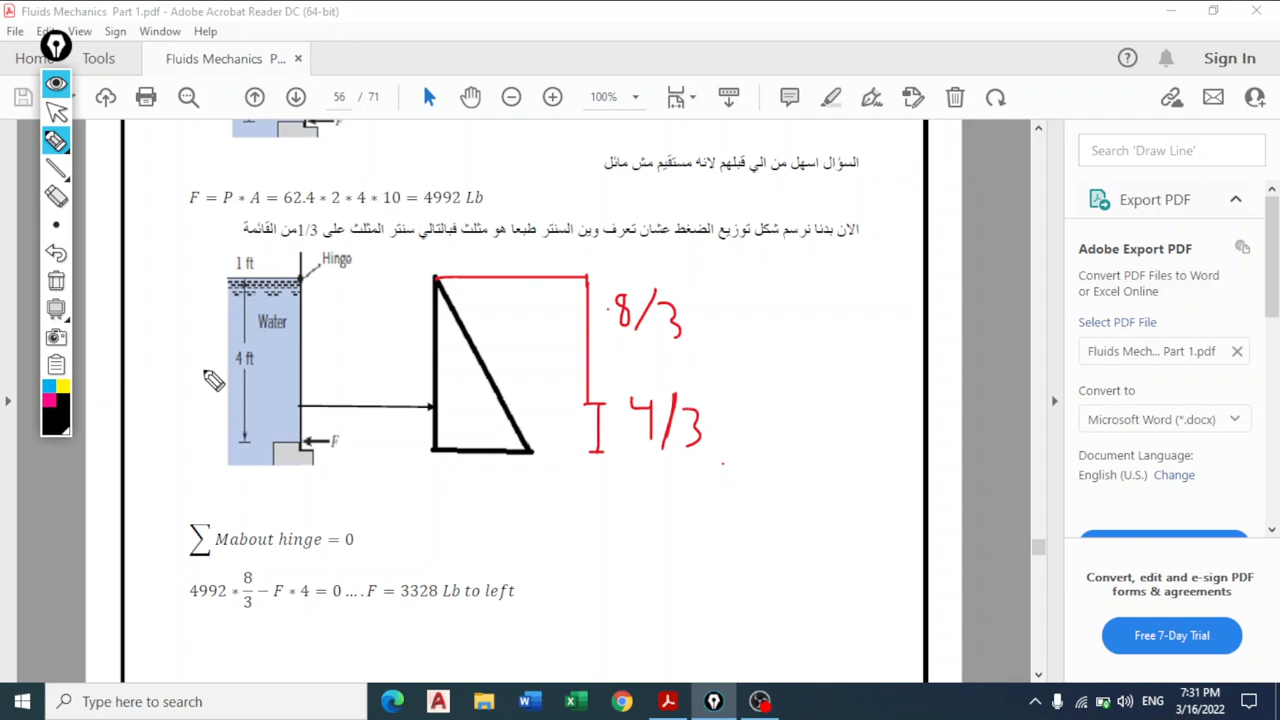 Fluids Mechanics Part 1.pdf - Adobe Acrobat Reader DC (64-bit)
File Edit View Sign Window Help
Home Tools Fluids Mechanics P... × Sign In
56 / 71 100%
السؤال اسهل من الي قبلهم لانه مستقيم مش مائل
F = P * A = 62.4 * 2 * 4 * 10 = 4992 Lb
الان بدنا نرسم شكل توزيع الضغط عشان تعرف وين السنتر طبعا هو مثلث فبالتالي سنتر المثلث على 1/3من القائمة
1 ft Hinge
Water
4 ft
F
8/3
4/3
∑ Mabout hinge = 0
4992 * 8/3 − F * 4 = 0 .... F = 3328 Lb to left
Search 'Draw Line'
Export PDF
Adobe Export PDF
Convert PDF Files to Word
or Excel Online
Select PDF File
Fluids Mech... Part 1.pdf
Convert to
Microsoft Word (*.docx)
Document Language:
English (U.S.) Change
Convert, edit and e-sign PDF
forms & agreements
Free 7-Day Trial
Type here to search
ENG
7:31 PM
3/16/2022